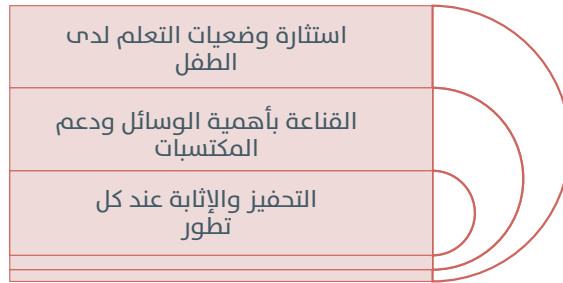 استثارة وضعيات التعلم لدى
الطفل
القناعة بأهمية الوسائل ودعم
المكتسبات
التحفيز والإثابة عند كل
تطور